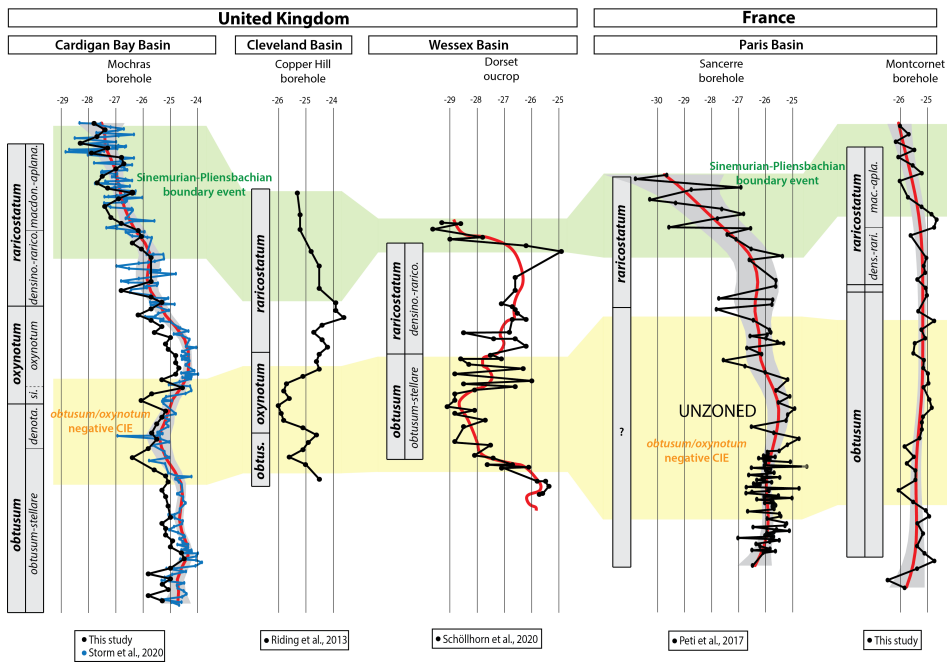 United Kingdom
France
Cardigan Bay Basin
Cleveland Basin
Wessex Basin
Paris Basin
Mochras
borehole
Copper Hill
borehole
Dorset
oucrop
Sancerre
borehole
Montcornet
borehole
-29 -28 -27 -26 -25 -24
-26 -25 -24 -23
-29 -28 -27 -26 -25
-30 -29 -28 -27 -26 -25
-26 -25
raricostatum
densino.-rarico.
macdon.-aplana.
oxynotum
si.
oxynotum
obtusum
obtusum-stellare
denota.
Sinemurian-Pliensbachian
boundary event
obtusum/oxynotum
negative CIE
raricostatum
oxynotum
obtus.
raricostatum
densino.-rarico.
obtusum
obtusum-stellare
raricostatum
?
UNZONED
Sinemurian-Pliensbachian
boundary event
obtusum/oxynotum
negative CIE
raricostatum
dens.-rari.
mac.-apla.
obtusum
This study
Storm et al., 2020
Riding et al., 2013
Schöllhorn et al., 2020
Peti et al., 2017
This study